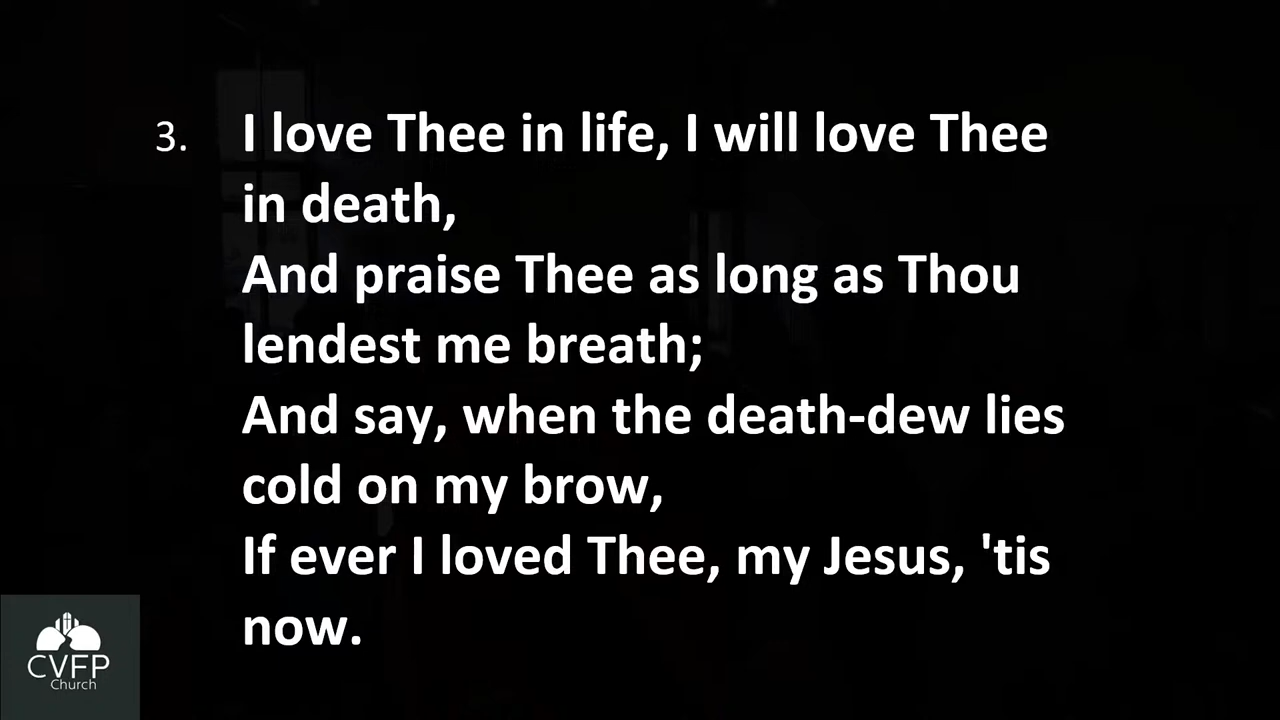 3. I love Thee in life, I will love Thee
in death,
And praise Thee as long as Thou
lendest me breath;
And say, when the death-dew lies
cold on my brow,
If ever I loved Thee, my Jesus, 'tis
now.
CVFP
Church